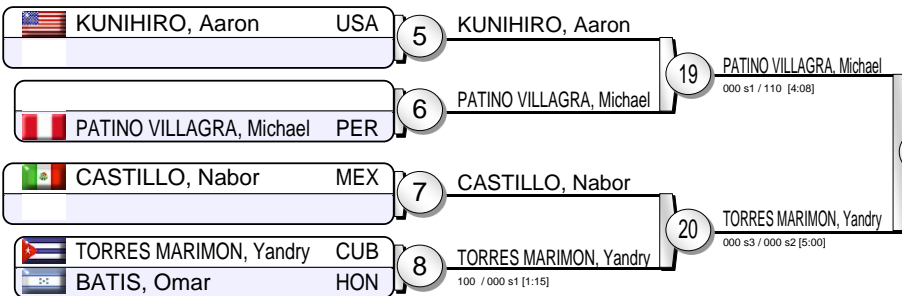 KUNIHIRO, Aaron USA
5
KUNIHIRO, Aaron
6
PATINO VILLAGRA, Michael
PATINO VILLAGRA, Michael PER
19
PATINO VILLAGRA, Michael
000 s1 / 110 [4:08]
CASTILLO, Nabor MEX
7
CASTILLO, Nabor
TORRES MARIMON, Yandry CUB
BATIS, Omar HON
8
TORRES MARIMON, Yandry
100 / 000 s1 [1:15]
20
TORRES MARIMON, Yandry
000 s3 / 000 s2 [5:00]